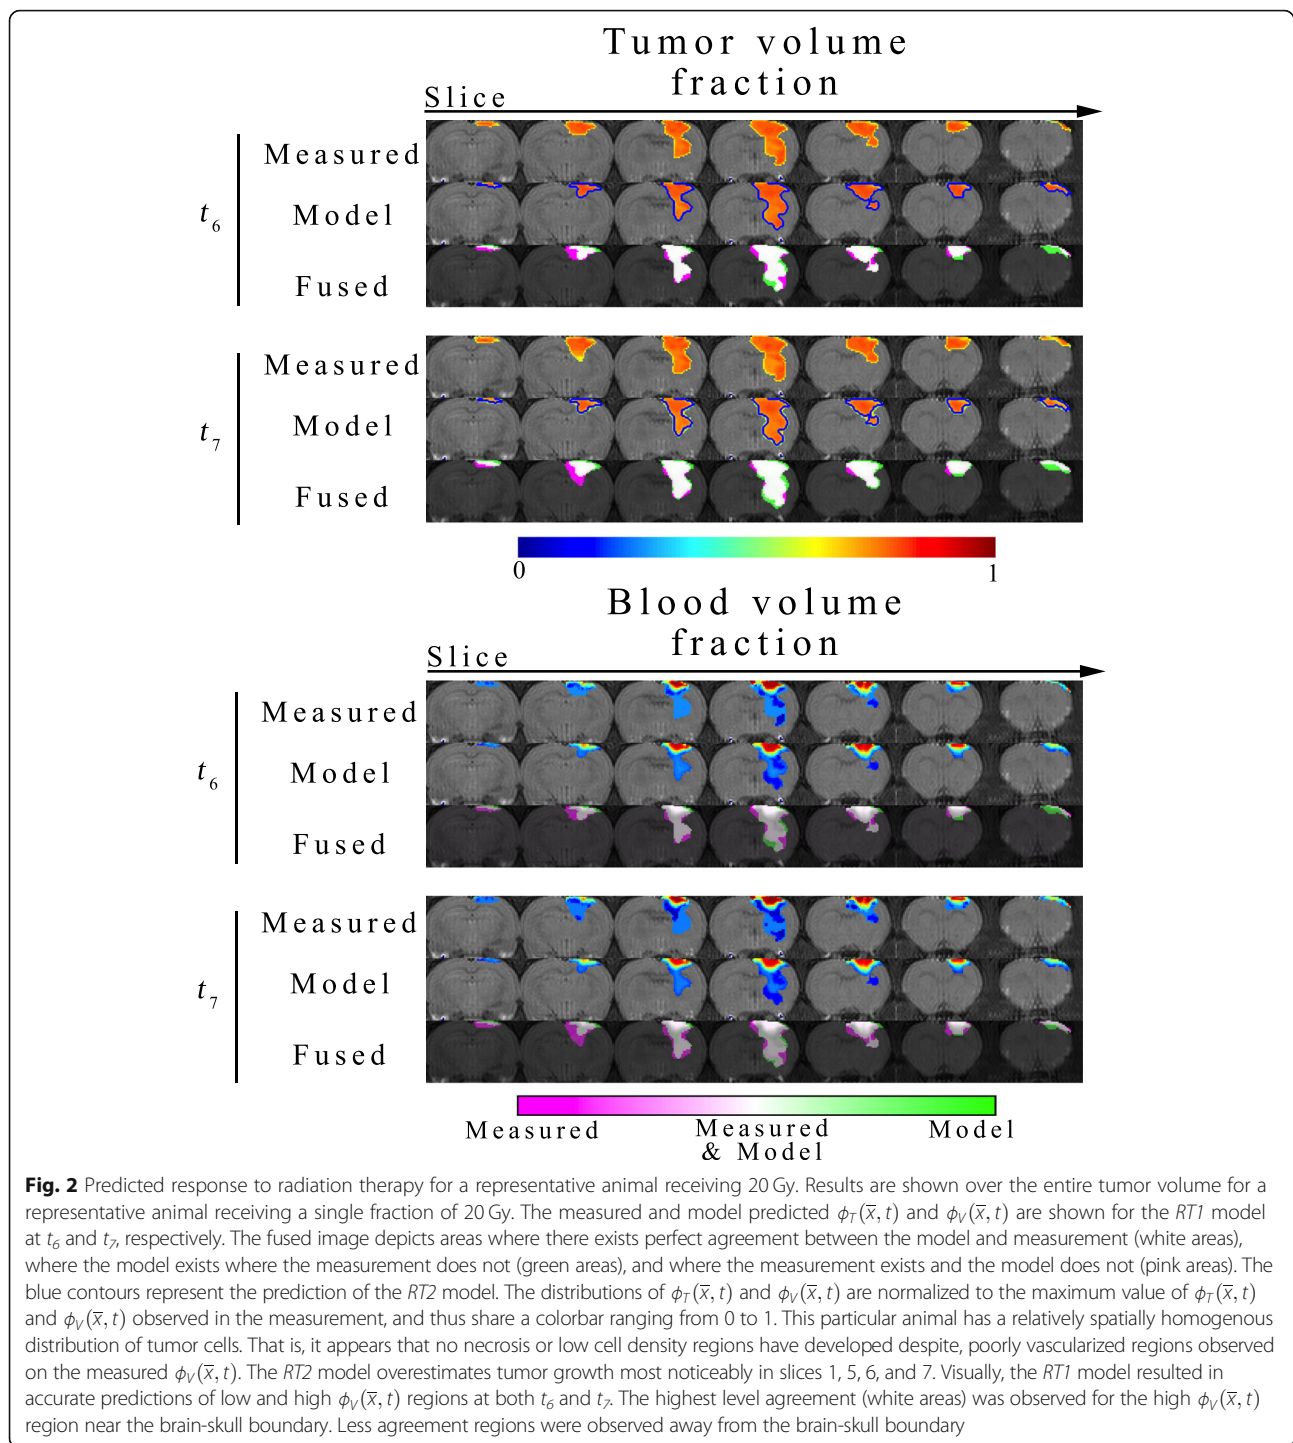 Tumor volume
fraction
Slice
Measured
t6
Model
Fused
Measured
t7
Model
Fused
0 1
Blood volume
fraction
Slice
Measured
t6
Model
Fused
Measured
t7
Model
Fused
Measured Measured & Model Model
Fig. 2 Predicted response to radiation therapy for a representative animal receiving 20 Gy. Results are shown over the entire tumor volume for a
representative animal receiving a single fraction of 20 Gy. The measured and model predicted ϕT(x̅, t) and ϕV(x̅, t) are shown for the RT1 model
at t6 and t7, respectively. The fused image depicts areas where there exists perfect agreement between the model and measurement (white areas),
where the model exists where the measurement does not (green areas), and where the measurement exists and the model does not (pink areas). The
blue contours represent the prediction of the RT2 model. The distributions of ϕT(x̅, t) and ϕV(x̅, t) are normalized to the maximum value of ϕT(x̅, t)
and ϕV(x̅, t) observed in the measurement, and thus share a colorbar ranging from 0 to 1. This particular animal has a relatively spatially homogenous
distribution of tumor cells. That is, it appears that no necrosis or low cell density regions have developed despite, poorly vascularized regions observed
on the measured ϕV(x̅, t). The RT2 model overestimates tumor growth most noticeably in slices 1, 5, 6, and 7. Visually, the RT1 model resulted in
accurate predictions of low and high ϕV(x̅, t) regions at both t6 and t7. The highest level agreement (white areas) was observed for the high ϕV(x̅, t)
region near the brain-skull boundary. Less agreement regions were observed away from the brain-skull boundary